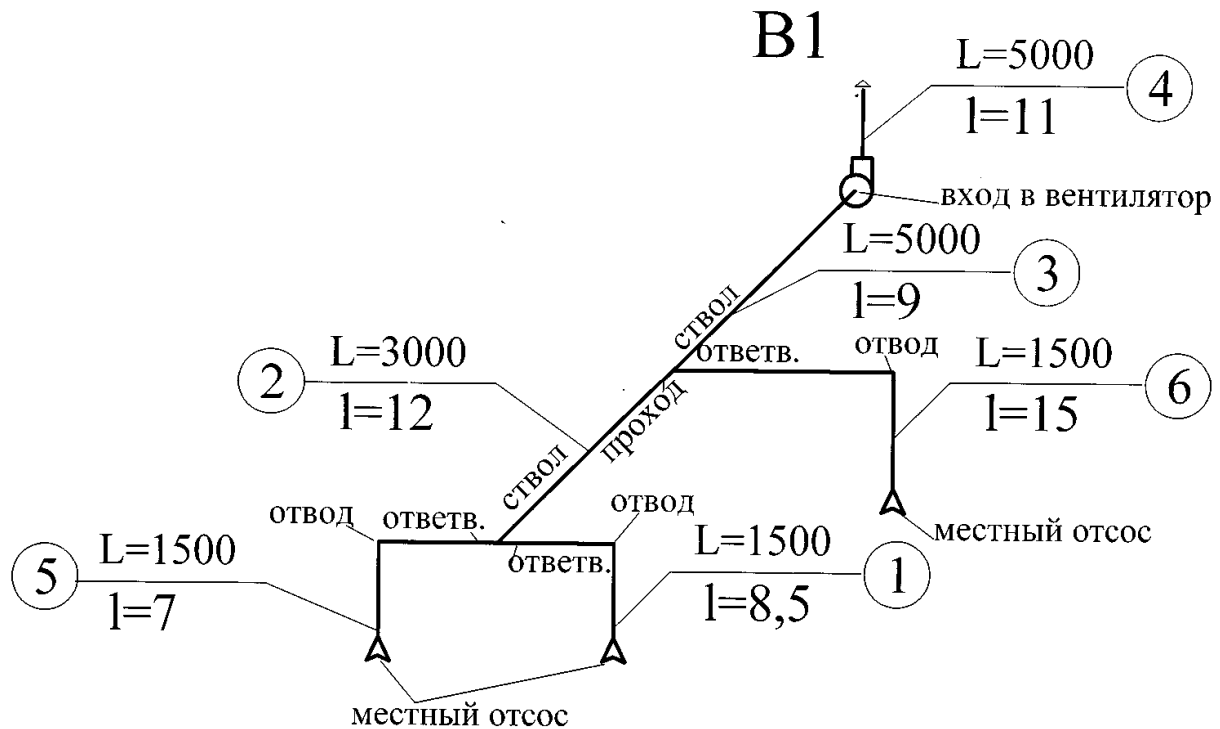 В1
L=5000
l=11
4
вход в вентилятор
L=5000
l=9
3
ствол
ответв.
отвод
L=1500
l=15
6
L=3000
l=12
2
проход
ствол
местный отсос
отвод
ответв.
ответв.
отвод
L=1500
l=7
5
L=1500
l=8,5
1
местный отсос